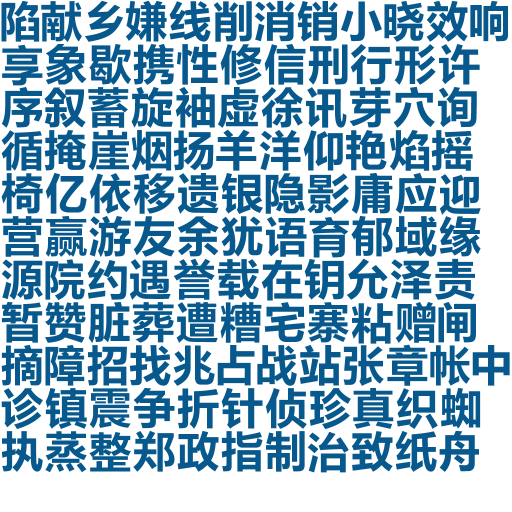 陷献乡嫌线削消销小晓效响
享象歇携性修信刑行形许
序叙蓄旋袖虚徐讯芽穴询
循掩崖烟扬羊洋仰艳焰摇
椅亿依移遗银隐影庸应迎
营赢游友余犹语育郁域缘
源院约遇誉载在钥允泽责
暂赞脏葬遭糟宅寨粘赠闸
摘障招找兆占战站张章帐中
诊镇震争折针侦珍真织蜘
执蒸整郑政指制治致纸舟